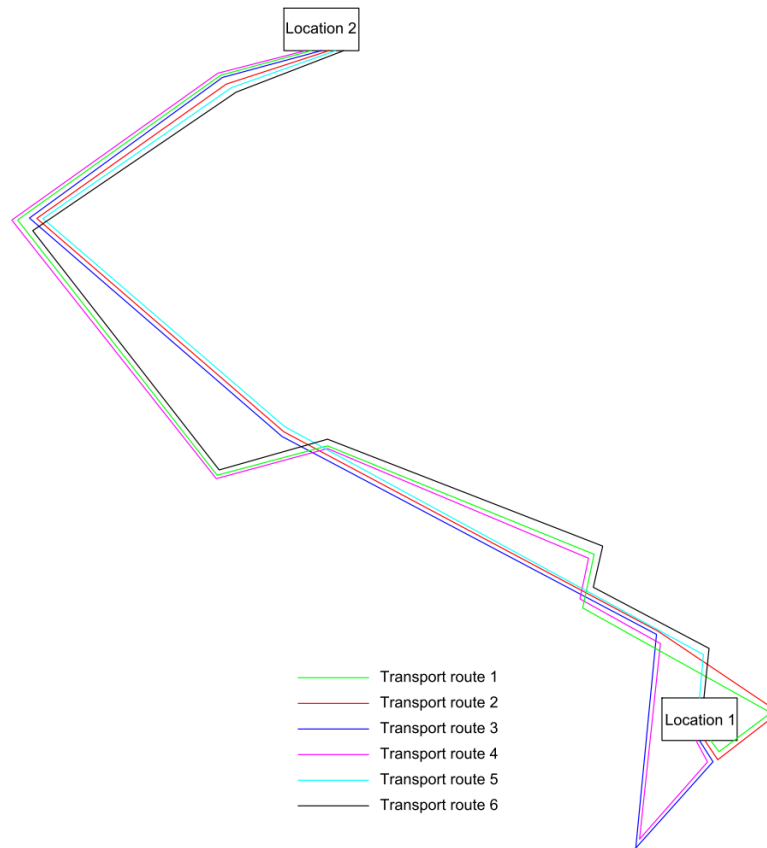 Location 2
Transport route 1
Transport route 2
Transport route 3
Transport route 4
Transport route 5
Transport route 6
Location 1